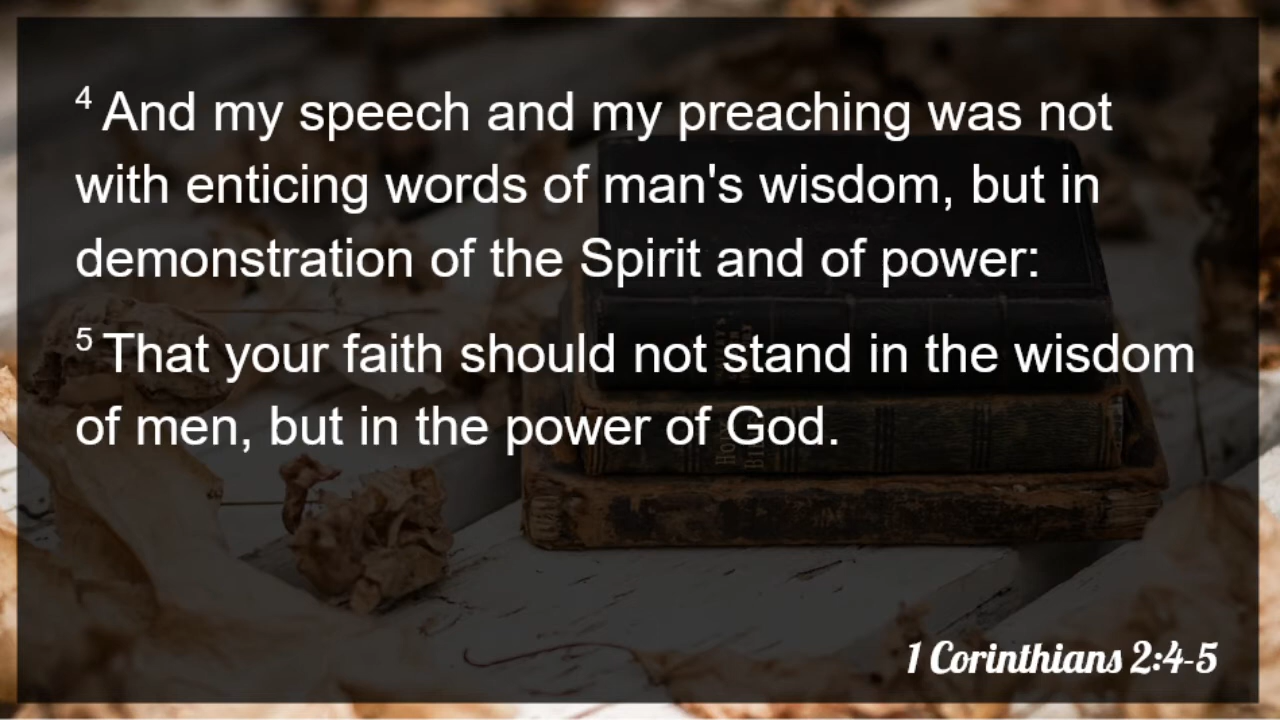 4 And my speech and my preaching was not
with enticing words of man's wisdom, but in
demonstration of the Spirit and of power:
5 That your faith should not stand in the wisdom
of men, but in the power of God.
HOLY
BIBL
1 Corinthians 2:4-5